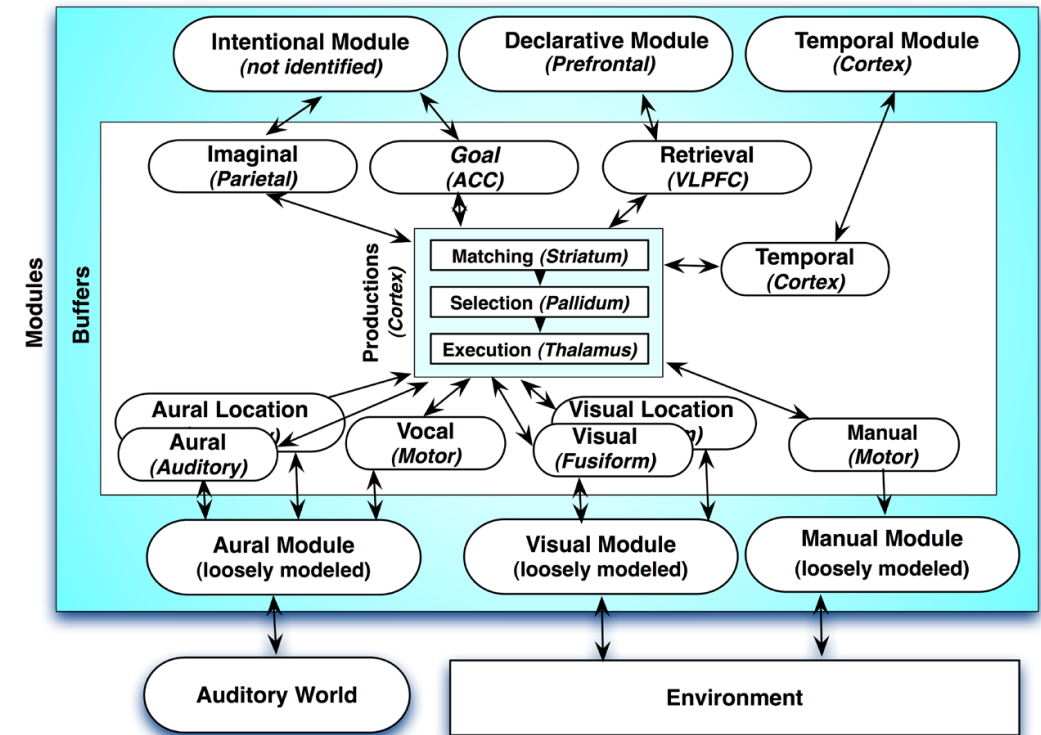 Intentional Module
(not identified)
Declarative Module
(Prefrontal)
Temporal Module
(Cortex)
Imaginal
(Parietal)
Goal
(ACC)
Retrieval
(VLPFC)
Modules
Buffers
Productions
(Cortex)
Matching (Striatum)
Selection (Pallidum)
Execution (Thalamus)
Temporal
(Cortex)
Aural Location
Aural
(Auditory)
Vocal
(Motor)
Visual Location
Visual
(Fusiform)
Manual
(Motor)
Aural Module
(loosely modeled)
Visual Module
(loosely modeled)
Manual Module
(loosely modeled)
Auditory World
Environment